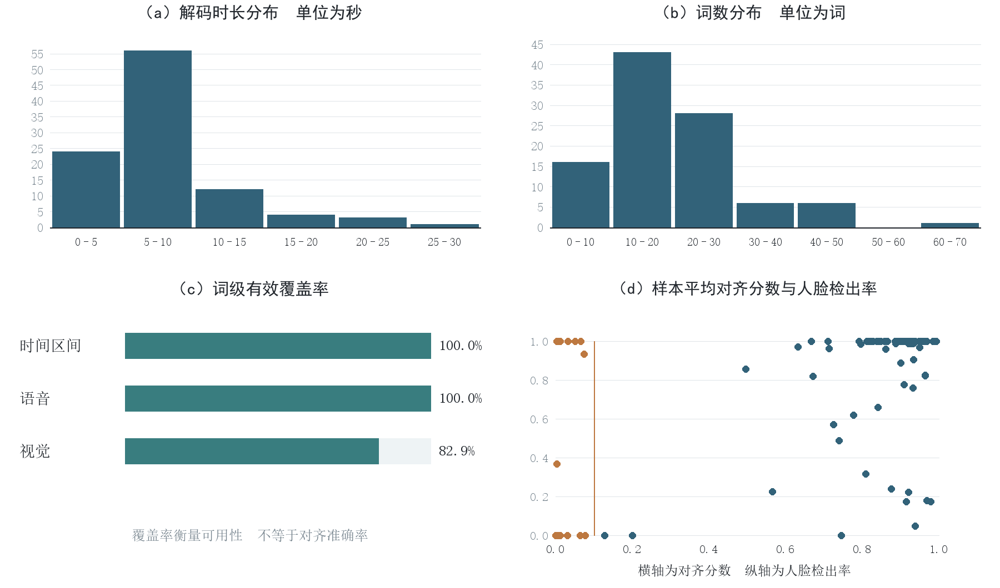 （a）解码时长分布　单位为秒
55
50
45
40
35
30
25
20
15
10
5
0
0-5 5-10 10-15 15-20 20-25 25-30
（b）词数分布　单位为词
45
40
35
30
25
20
15
10
5
0
0-10 10-20 20-30 30-40 40-50 50-60 60-70
（c）词级有效覆盖率
时间区间 100.0%
语音 100.0%
视觉 82.9%
覆盖率衡量可用性　不等于对齐准确率
（d）样本平均对齐分数与人脸检出率
1.0
0.8
0.6
0.4
0.2
0.0
0.0 0.2 0.4 0.6 0.8 1.0
横轴为对齐分数　纵轴为人脸检出率